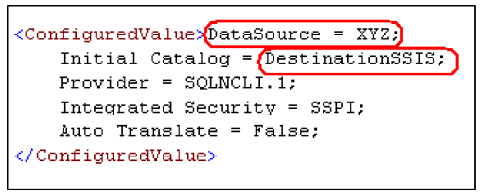 <ConfiguredValue>DataSource = XYZ;
Initial Catalog = DestinationSSIS;
Provider = SQLNCLI.1;
Integrated Security = SSPI;
Auto Translate = False;
</ConfiguredValue>